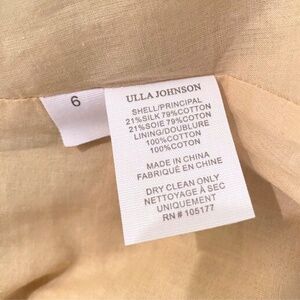 6
ULLA JOHNSON
SHELL/PRINCIPAL
21%SILK 79%COTTON
21%SOIE 79%COTON
LINING/DOUBLURE
100%COTTON
100%COTON
MADE IN CHINA
FABRIQUÉ EN CHINE
DRY CLEAN ONLY
NETTOYAGE À SEC
UNIQUEMENT
RN # 105177